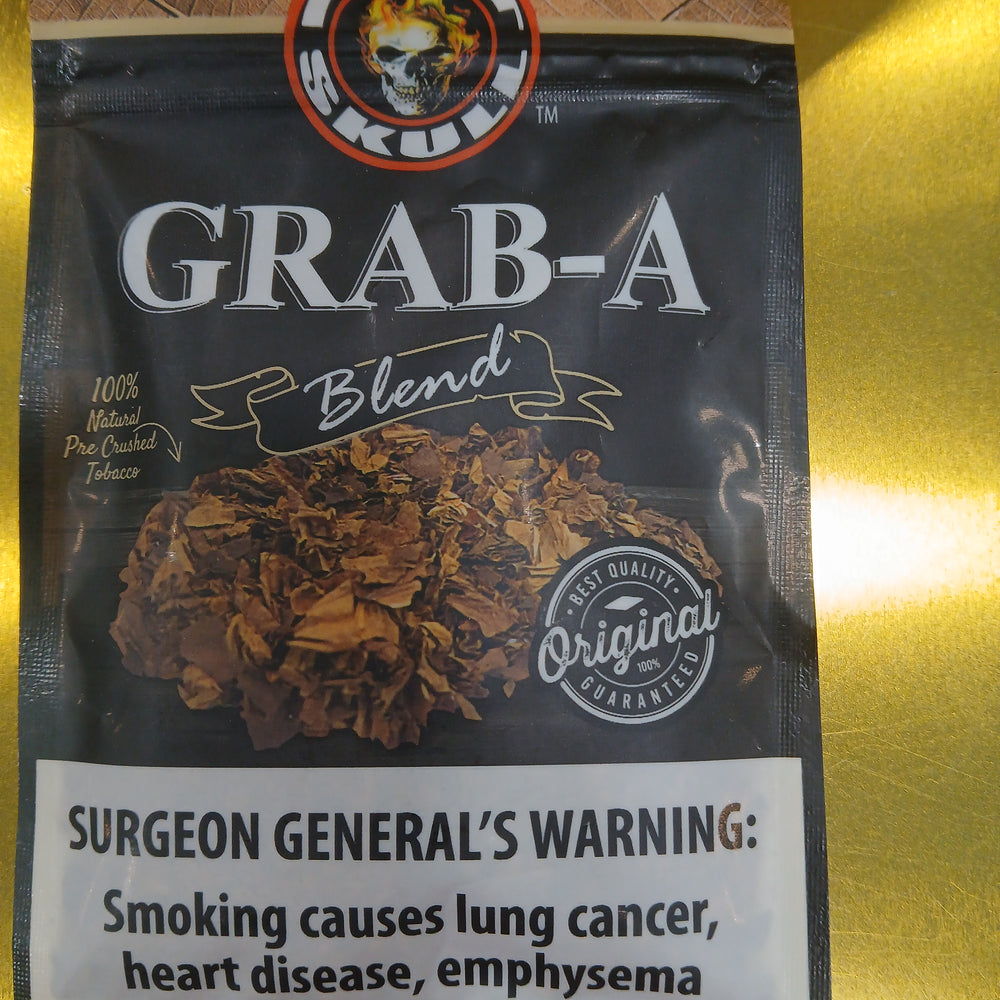 SKULL
TM
GRAB-A
Blend
100%
Natural
Pre Crushed
Tobacco
BEST QUALITY
Original
100%
GUARANTEED
SURGEON GENERAL'S WARNING:
Smoking causes lung cancer,
heart disease, emphysema